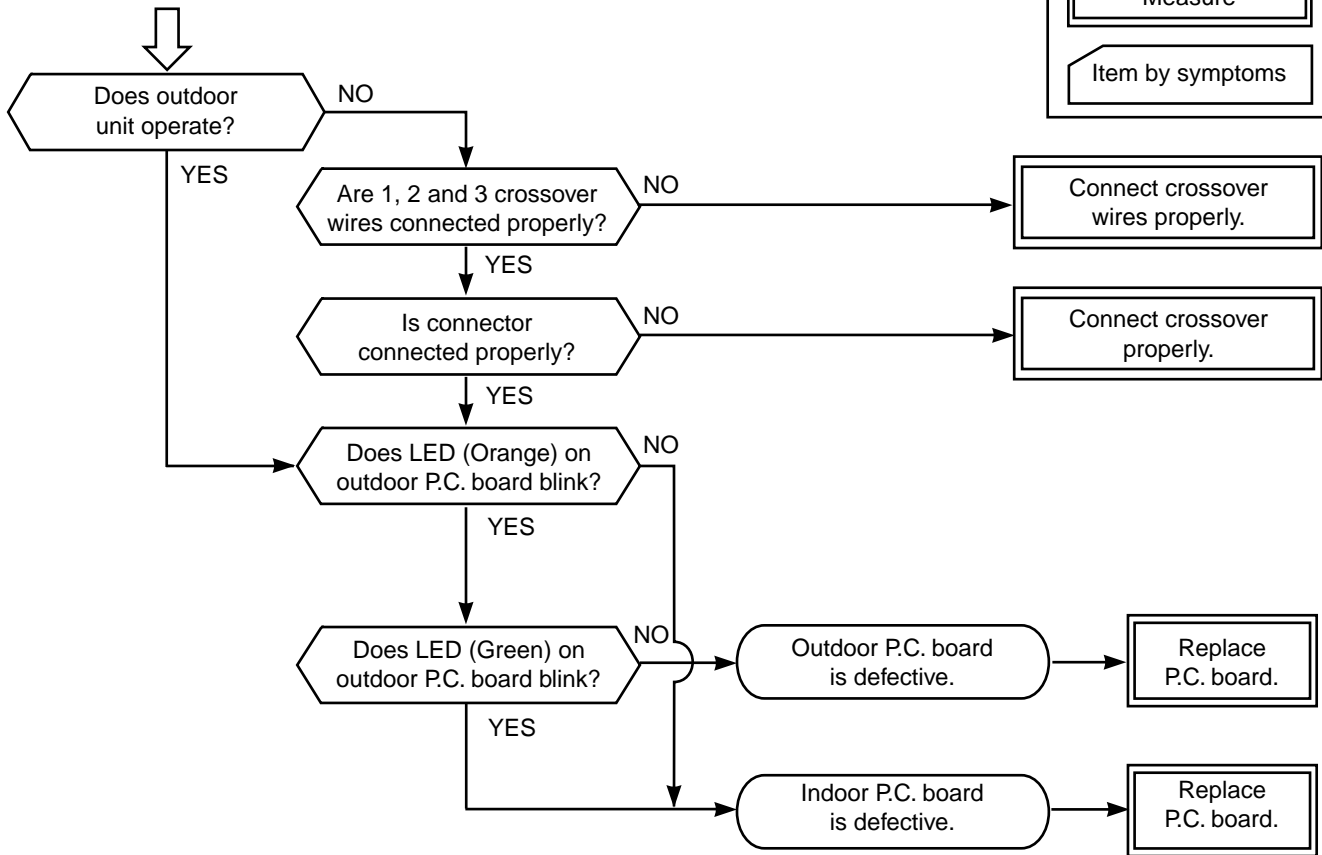 Measure
Item by symptoms
Does outdoor
unit operate?
NO
YES
Are 1, 2 and 3 crossover
wires connected properly?
NO
Connect crossover
wires properly.
YES
Is connector
connected properly?
NO
Connect crossover
properly.
YES
Does LED (Orange) on
outdoor P.C. board blink?
NO
YES
Does LED (Green) on
outdoor P.C. board blink?
NO
Outdoor P.C. board
is defective.
Replace
P.C. board.
YES
Indoor P.C. board
is defective.
Replace
P.C. board.